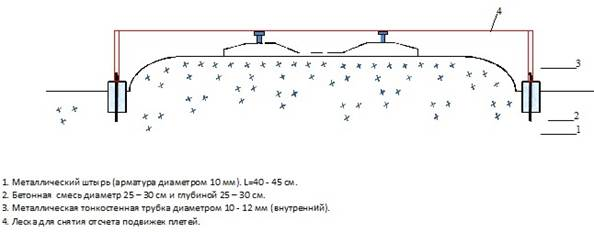 4
3
2
1
1. Металлический штырь (арматура диаметром 10 мм). L=40 - 45 см.
2. Бетонная смесь диаметр 25 – 30 см и глубиной 25 – 30 см.
3. Металлическая тонкостенная трубка диаметром 10 - 12 мм (внутренний).
4. Леска для снятия отсчета подвижек плетей.